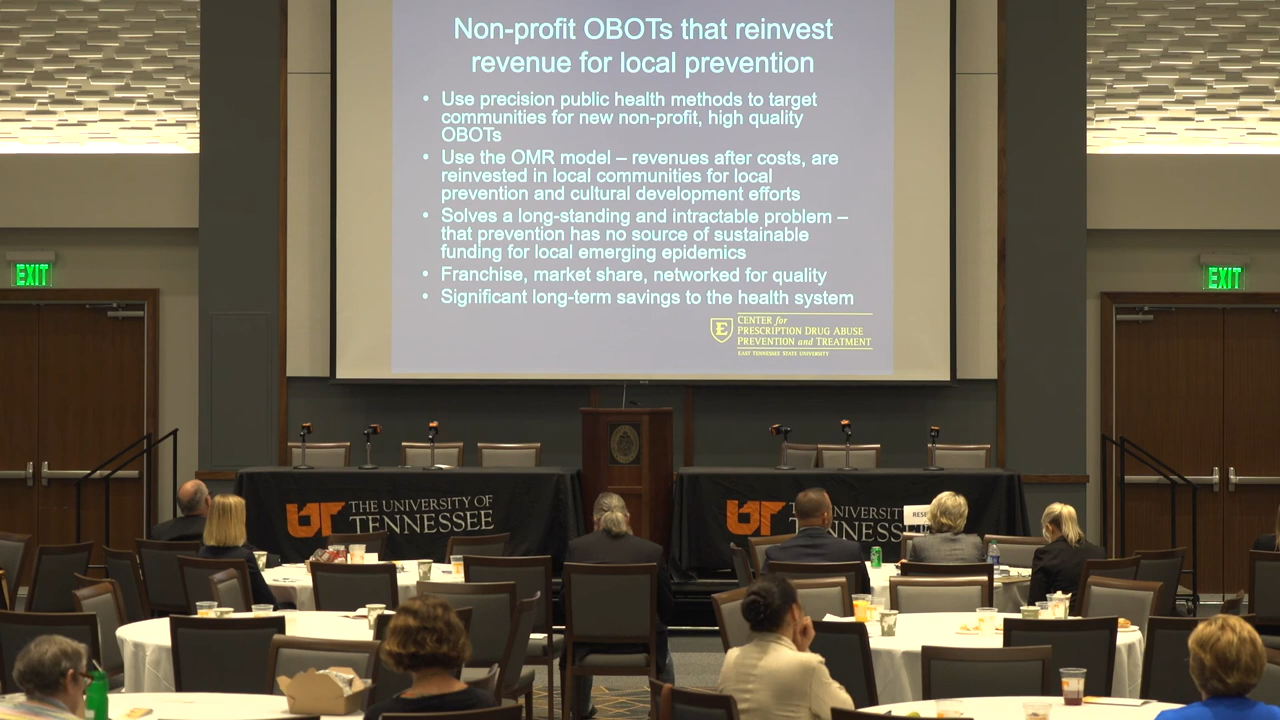 Non-profit OBOTs that reinvest
revenue for local prevention
• Use precision public health methods to target
communities for new non-profit, high quality
OBOTs
• Use the OMR model – revenues after costs, are
reinvested in local communities for local
prevention and cultural development efforts
• Solves a long-standing and intractable problem –
that prevention has no source of sustainable
funding for local emerging epidemics
• Franchise, market share, networked for quality
• Significant long-term savings to the health system
E
CENTER for
PRESCRIPTION DRUG ABUSE
PREVENTION and TREATMENT
EAST TENNESSEE STATE UNIVERSITY
EXIT
EXIT
UT THE UNIVERSITY OF
TENNESSEE
UT
TENNESS
RESE